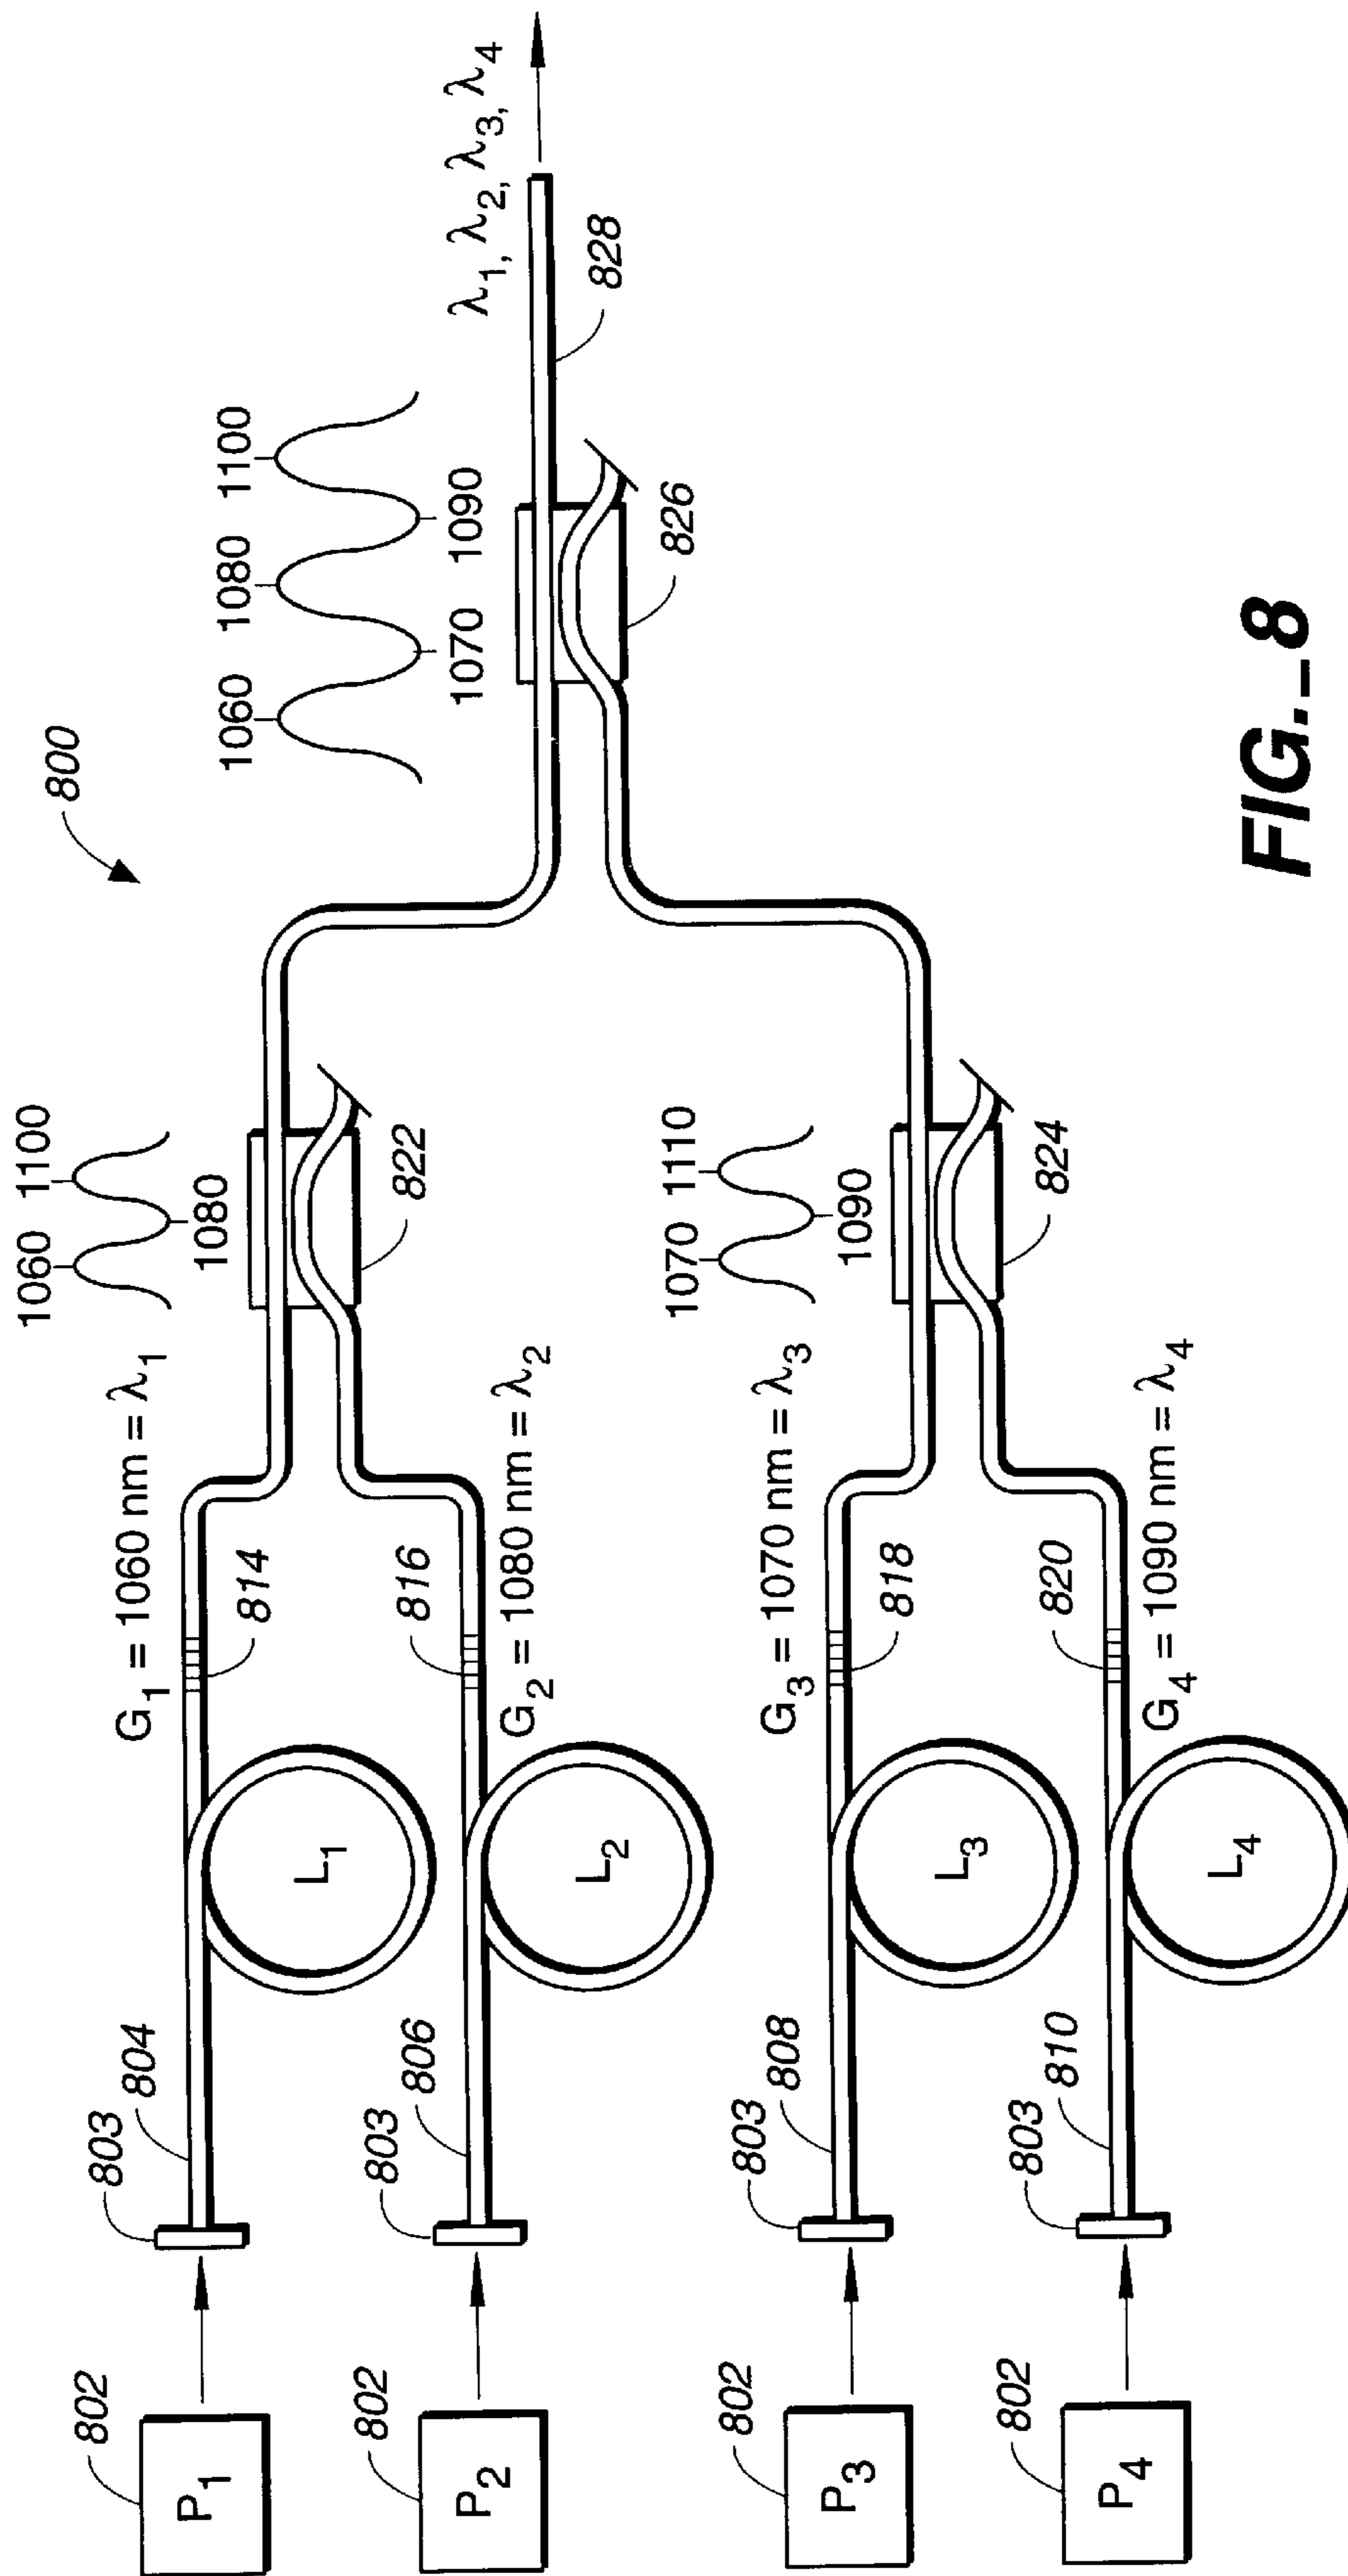 800
1060 1100
1080
822
1060 1080 1100
1070 1090
826
λ1, λ2, λ3, λ4
828
G1 = 1060 nm = λ1
814
803
804
802
P1
L1
G2 = 1080 nm = λ2
816
803
806
802
P2
L2
1070 1110
1090
824
G3 = 1070 nm = λ3
818
803
808
802
P3
L3
G4 = 1090 nm = λ4
820
803
810
802
P4
L4
FIG._8